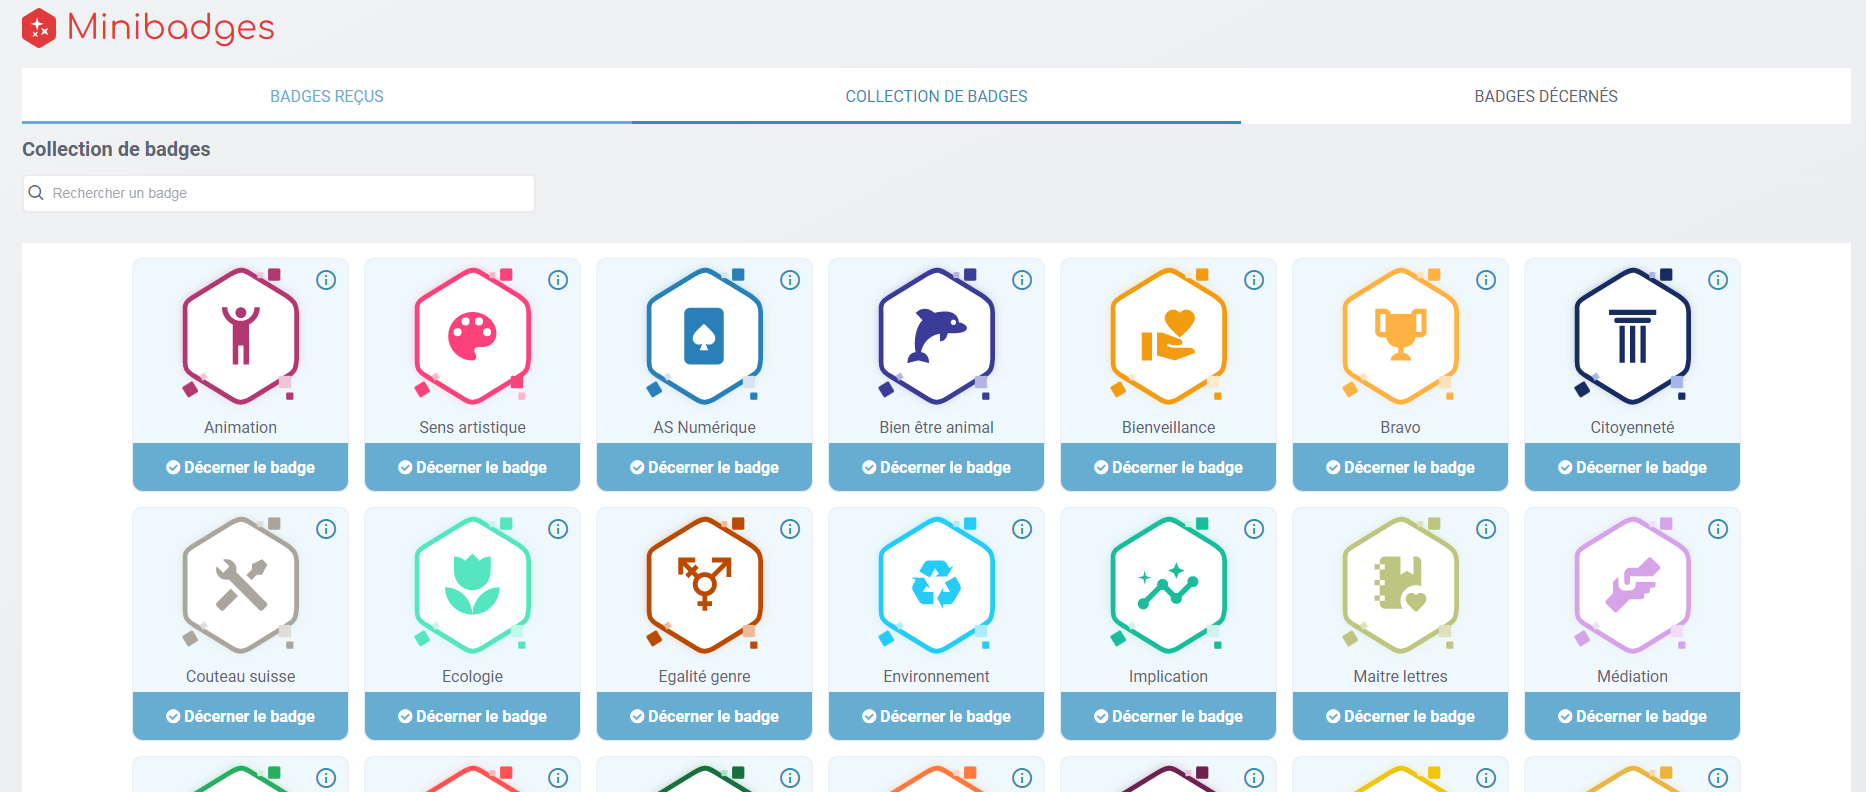 Minibadges
BADGES REÇUS
COLLECTION DE BADGES
BADGES DÉCERNÉS
Collection de badges
Rechercher un badge
Animation
Sens artistique
AS Numérique
Bien être animal
Bienveillance
Bravo
Citoyenneté
Décerner le badge
Décerner le badge
Décerner le badge
Décerner le badge
Décerner le badge
Décerner le badge
Décerner le badge
Couteau suisse
Ecologie
Egalité genre
Environnement
Implication
Maitre lettres
Médiation
Décerner le badge
Décerner le badge
Décerner le badge
Décerner le badge
Décerner le badge
Décerner le badge
Décerner le badge